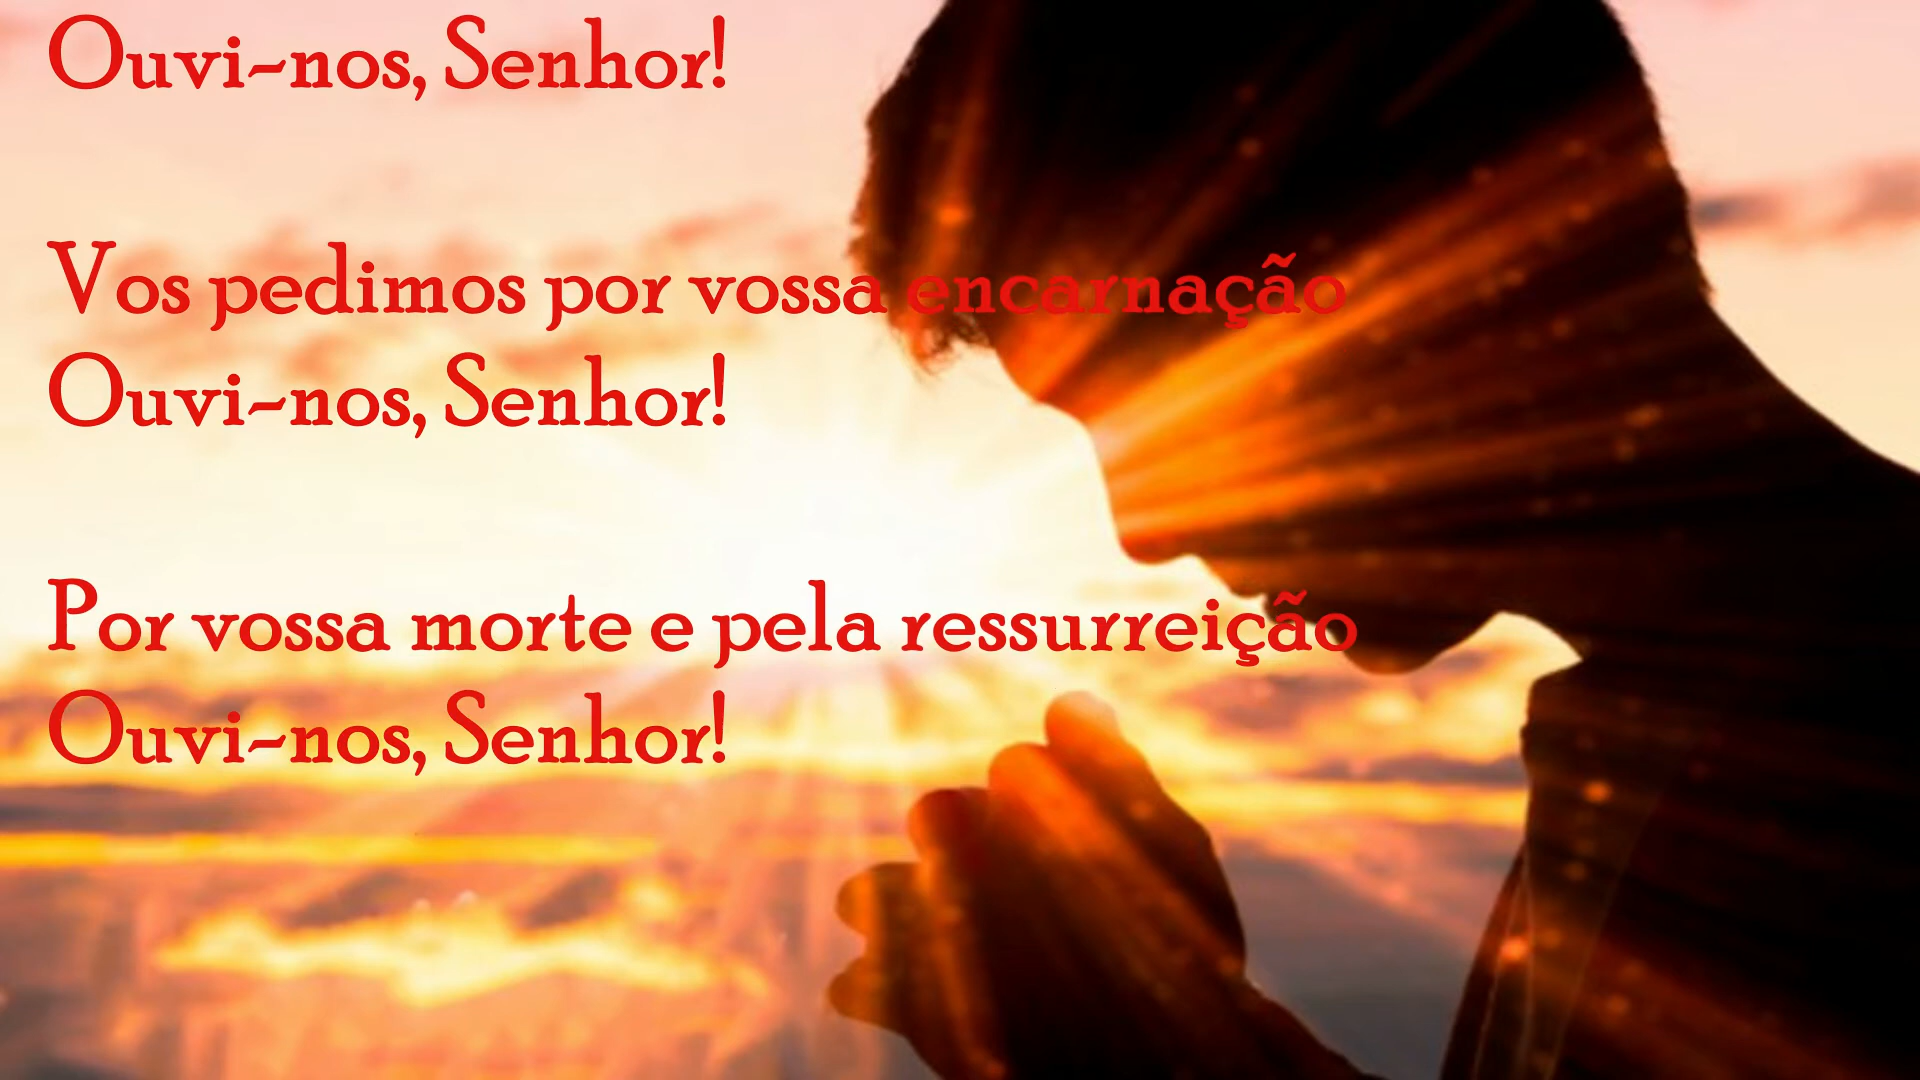 Ouvi-nos, Senhor!
Vos pedimos por vossa encarnação
Ouvi-nos, Senhor!
Por vossa morte e pela ressurreição
Ouvi-nos, Senhor!